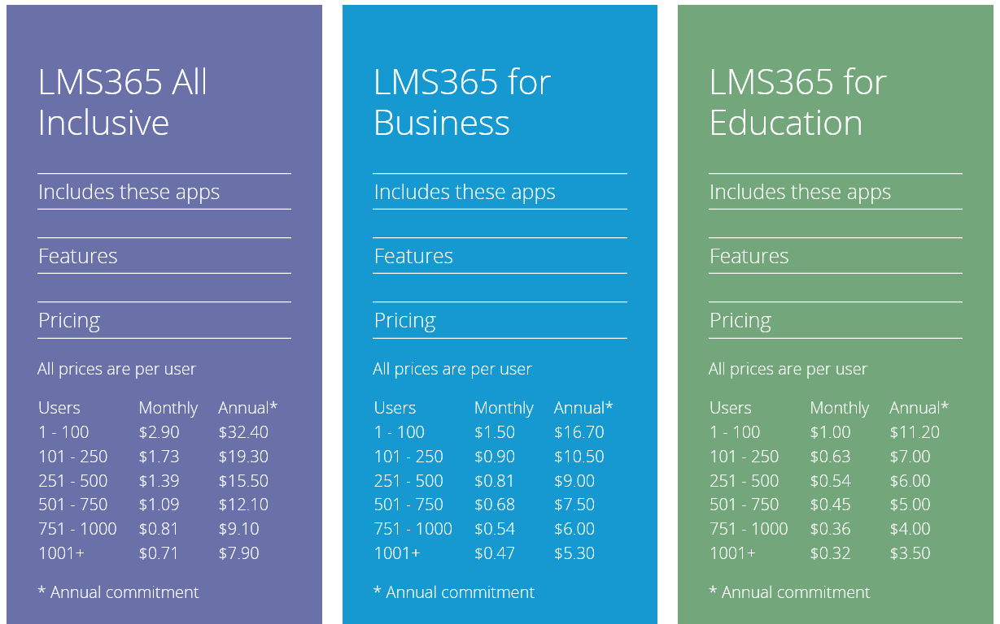 LMS365 All
Inclusive
Includes these apps
Features
Pricing
All prices are per user
Users Monthly Annual*
1 - 100 $2.90 $32.40
101 - 250 $1.73 $19.30
251 - 500 $1.39 $15.50
501 - 750 $1.09 $12.10
751 - 1000 $0.81 $9.10
1001+ $0.71 $7.90
* Annual commitment
LMS365 for
Business
Includes these apps
Features
Pricing
All prices are per user
Users Monthly Annual*
1 - 100 $1.50 $16.70
101 - 250 $0.90 $10.50
251 - 500 $0.81 $9.00
501 - 750 $0.68 $7.50
751 - 1000 $0.54 $6.00
1001+ $0.47 $5.30
* Annual commitment
LMS365 for
Education
Includes these apps
Features
Pricing
All prices are per user
Users Monthly Annual*
1 - 100 $1.00 $11.20
101 - 250 $0.63 $7.00
251 - 500 $0.54 $6.00
501 - 750 $0.45 $5.00
751 - 1000 $0.36 $4.00
1001+ $0.32 $3.50
* Annual commitment